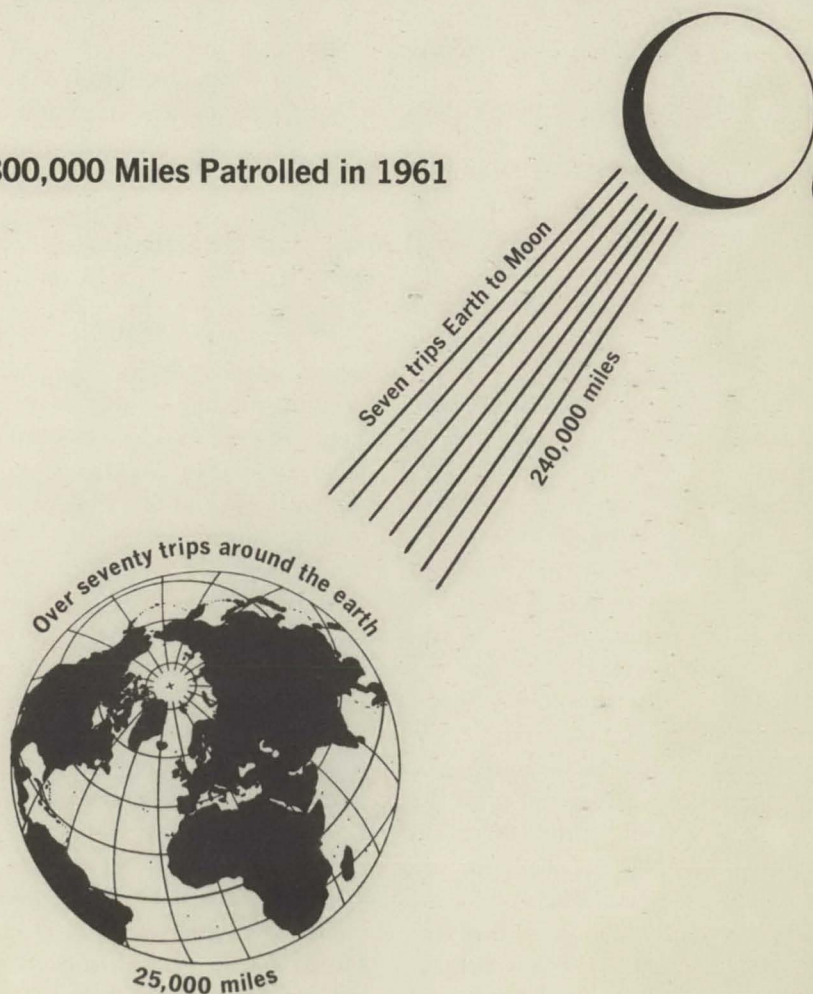 800,000 Miles Patrolled in 1961
Seven trips Earth to Moon
240,000 miles
Over seventy trips around the earth
25,000 miles